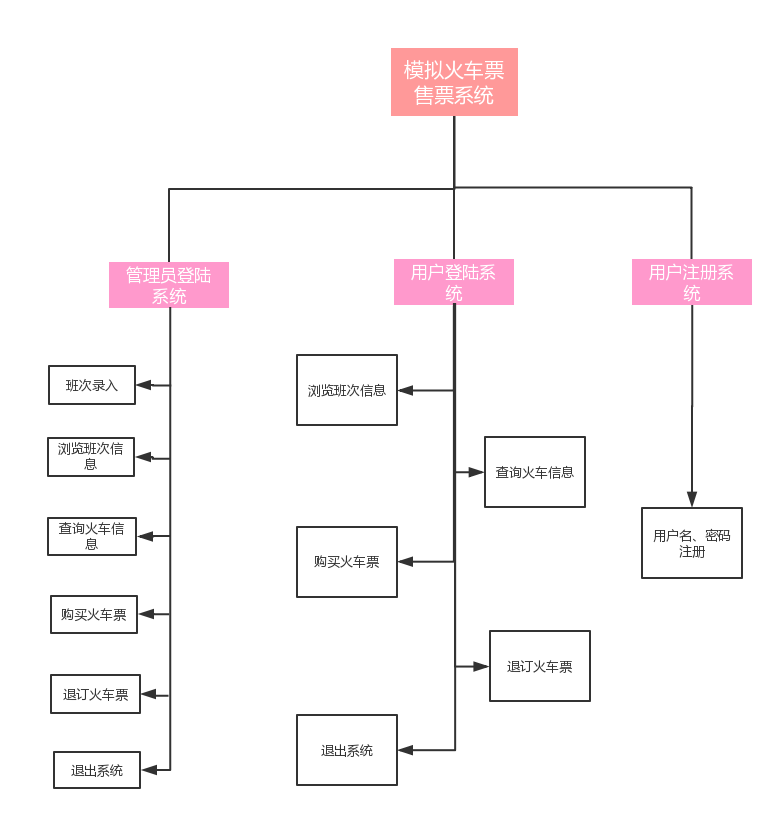 模拟火车票
售票系统
管理员登陆
系统
用户登陆系
统
用户注册系
统
班次录入
浏览班次信
息
查询火车信
息
购买火车票
退订火车票
退出系统
浏览班次信息
查询火车信息
购买火车票
退订火车票
退出系统
用户名、密码
注册